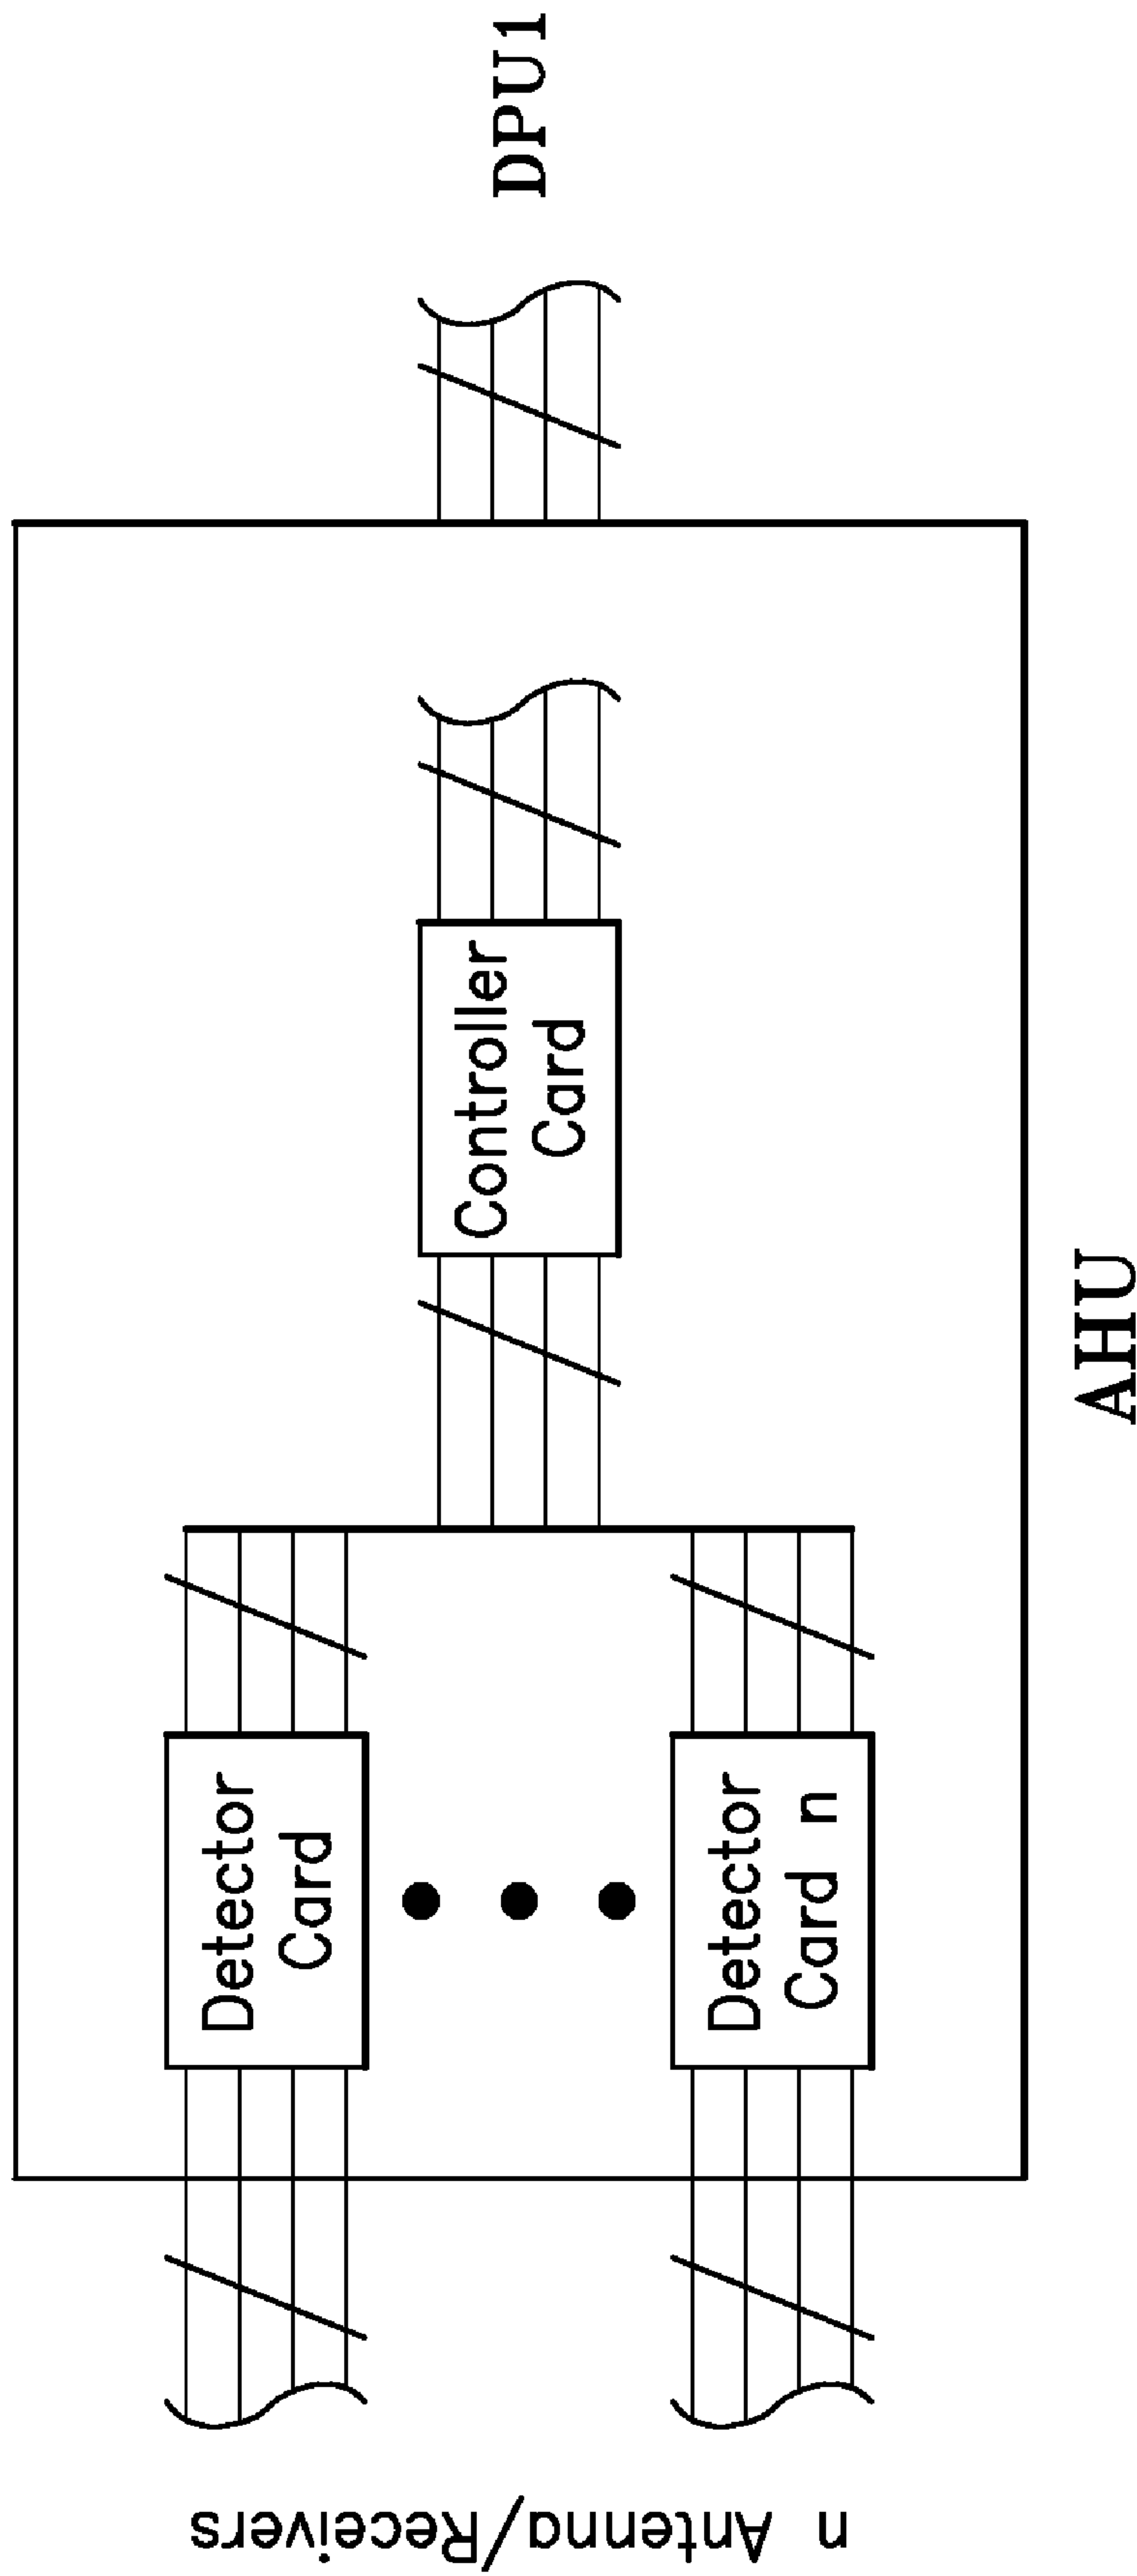 n Antenna/Receivers
Detector
Card
Detector
Card n
Controller
Card
DPU1
AHU